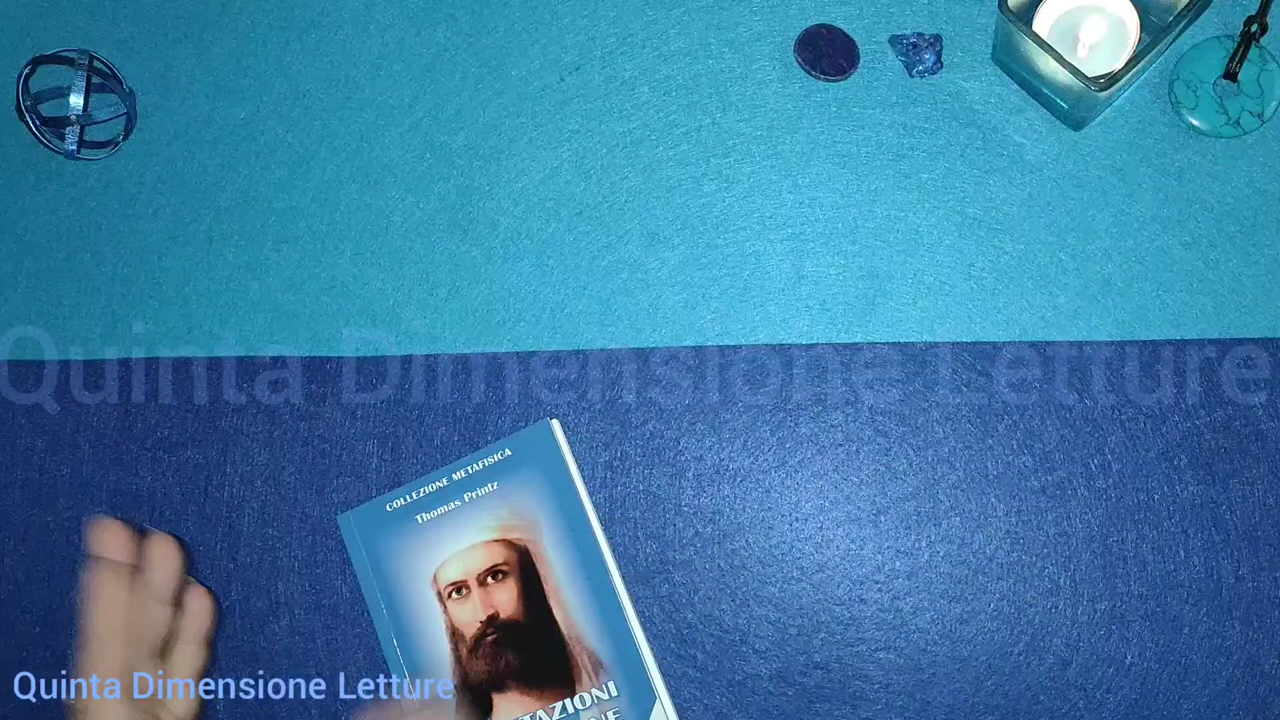 Quinta Dimensione Letture
COLLEZIONE METAFISICA
Thomas Printz
Quinta Dimensione Letture